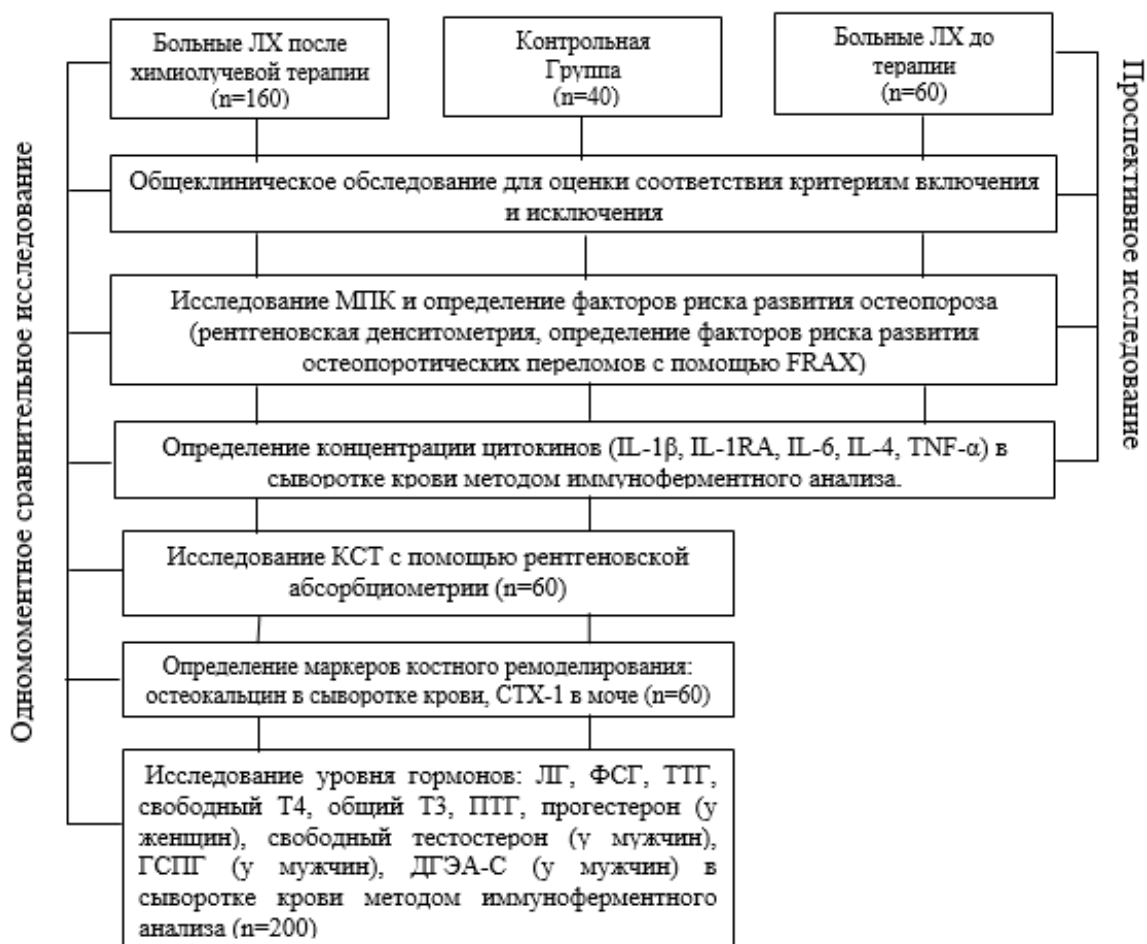 Больные ЛХ после
химиолучевой терапии
(n=160)
Контрольная
Группа
(n=40)
Больные ЛХ до
терапии
(n=60)
Одномоментное сравнительное исследование
Проспективное исследование
Общеклиническое обследование для оценки соответствия критериям включения
и исключения
Исследование МПК и определение факторов риска развития остеопороза
(рентгеновская денситометрия, определение факторов риска развития
остеопоротических переломов с помощью FRAX)
Определение концентрации цитокинов (IL-1β, IL-1RA, IL-6, IL-4, TNF-α) в
сыворотке крови методом иммуноферментного анализа.
Исследование КСТ с помощью рентгеновской
абсорбциометрии (n=60)
Определение маркеров костного ремоделирования:
остеокальцин в сыворотке крови, СТХ-1 в моче (n=60)
Исследование уровня гормонов: ЛГ, ФСГ, ТТГ,
свободный Т4, общий Т3, ПТГ, прогестерон (у
женщин), свободный тестостерон (у мужчин),
ГСПГ (у мужчин), ДГЭА-С (у мужчин) в
сыворотке крови методом иммуноферментного
анализа (n=200)